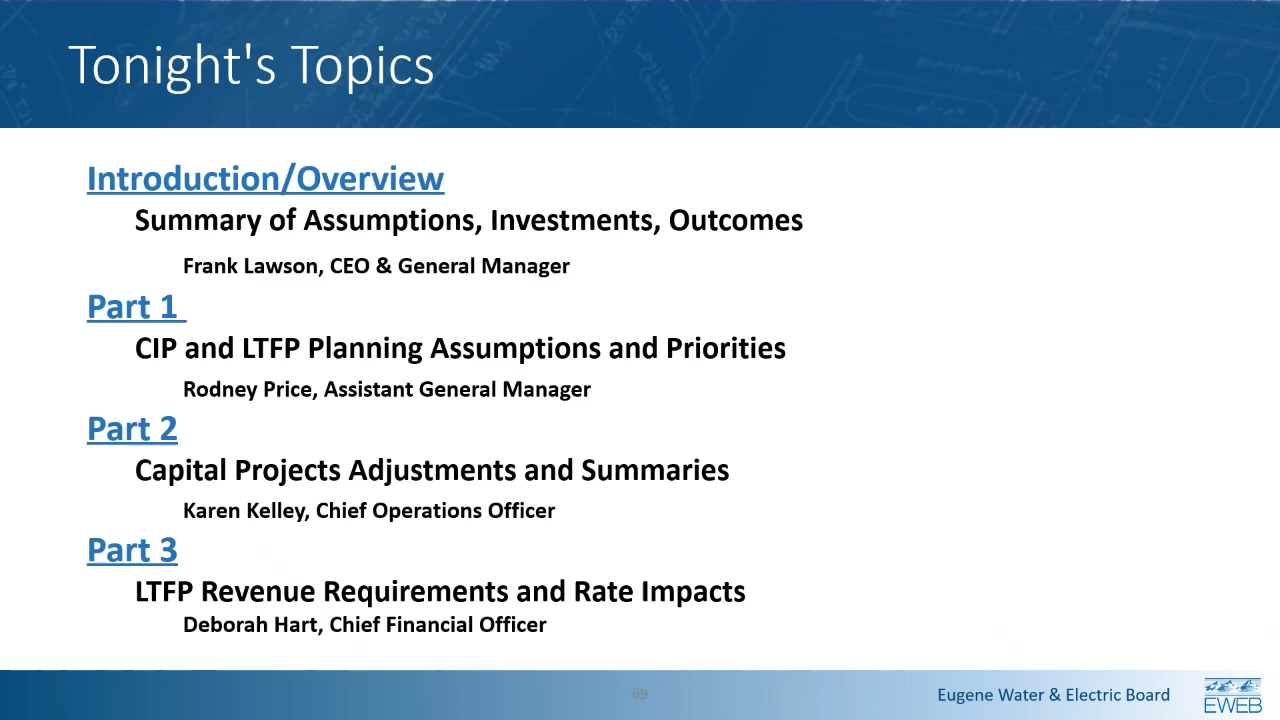 Tonight's Topics
Introduction/Overview
Summary of Assumptions, Investments, Outcomes
Frank Lawson, CEO & General Manager
Part 1
CIP and LTFP Planning Assumptions and Priorities
Rodney Price, Assistant General Manager
Part 2
Capital Projects Adjustments and Summaries
Karen Kelley, Chief Operations Officer
Part 3
LTFP Revenue Requirements and Rate Impacts
Deborah Hart, Chief Financial Officer
69
Eugene Water & Electric Board
EWEB